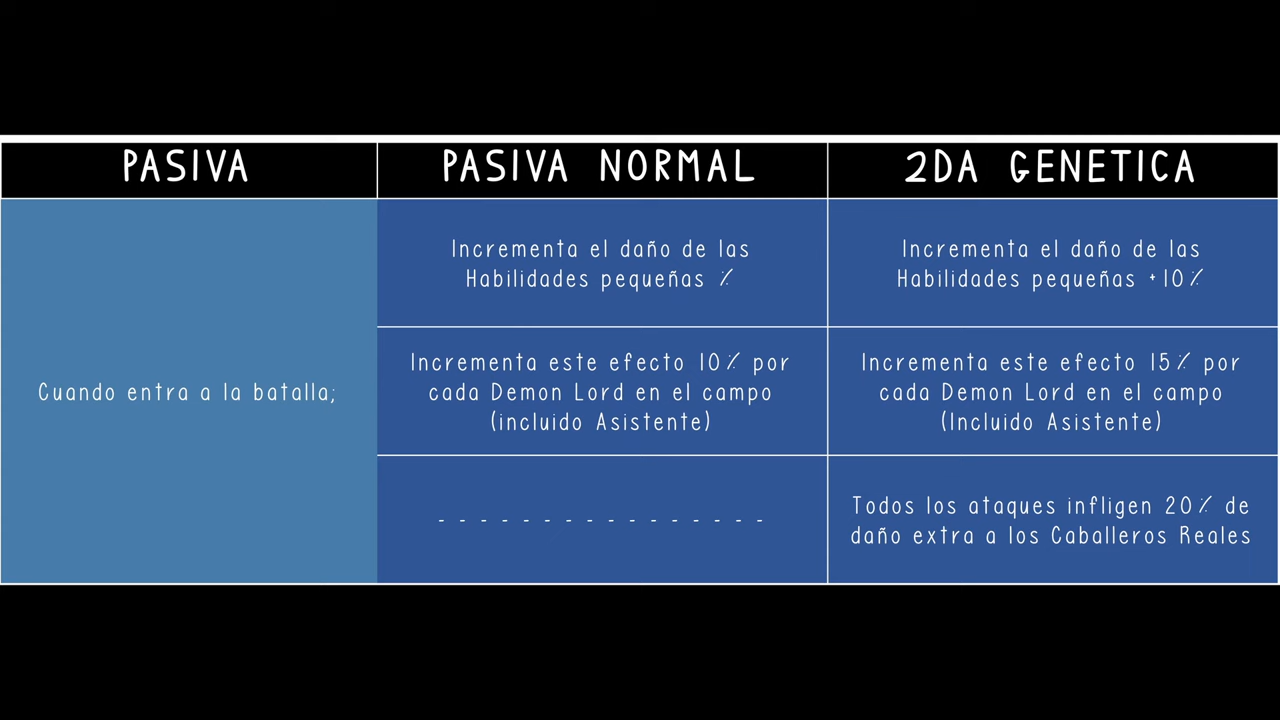 PASIVA
PASIVA NORMAL
2DA GENETICA
Cuando entra a la batalla;
Incrementa el daño de las
Habilidades pequeñas %
Incrementa el daño de las
Habilidades pequeñas +10%
Incrementa este efecto 10% por
cada Demon Lord en el campo
(incluido Asistente)
Incrementa este efecto 15% por
cada Demon Lord en el campo
(Incluido Asistente)
- - - - - - - - - - - - - - - -
Todos los ataques infligen 20% de
daño extra a los Caballeros Reales